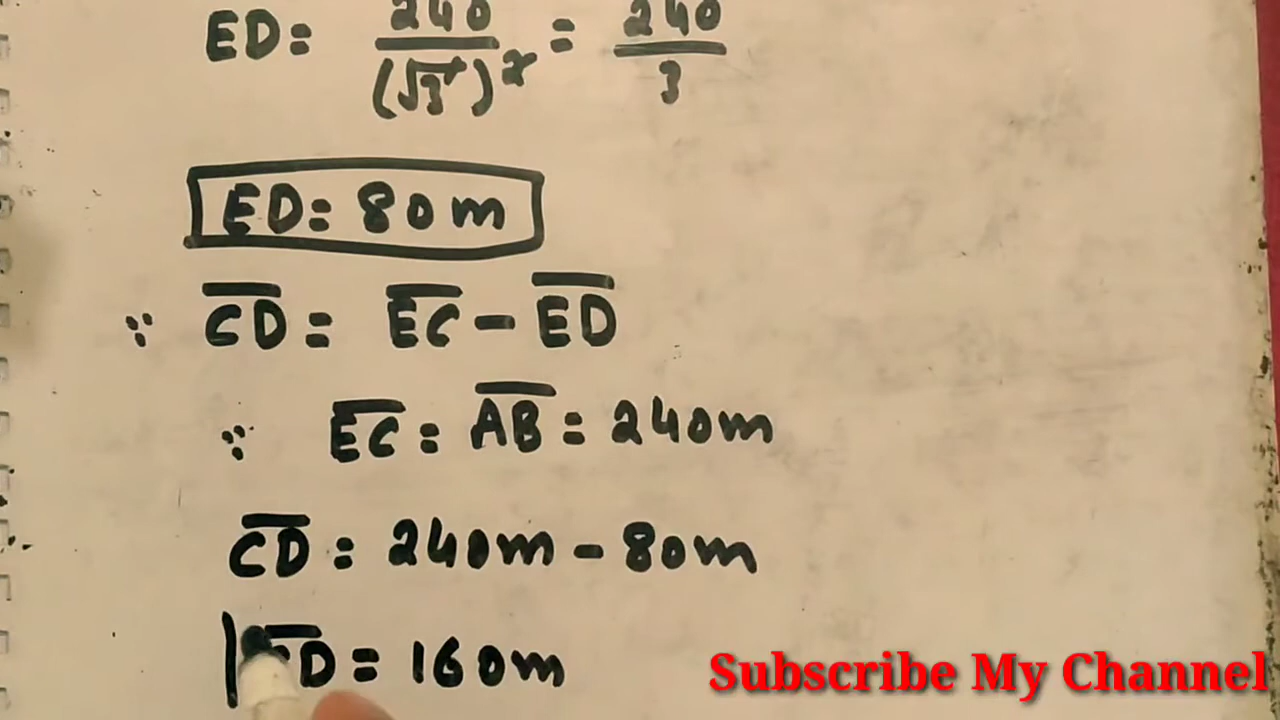 ED = 240/(√3)² = 240/3
ED = 80m
∵ CD = EC - ED
∵ EC = AB = 240m
CD = 240m - 80m
D = 160m
Subscribe My Channel